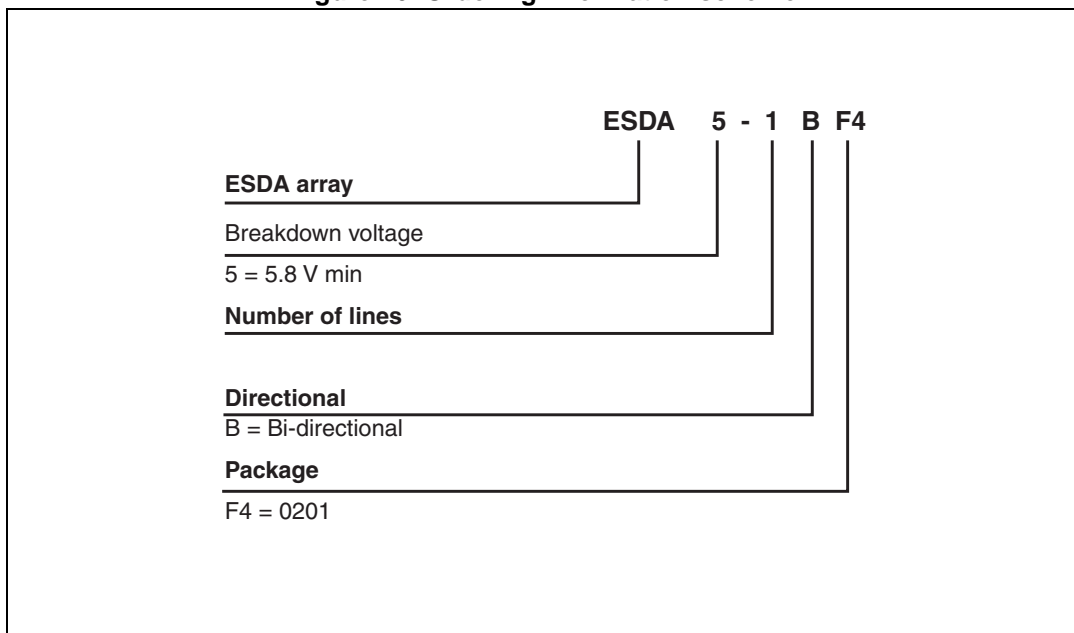 ESDA 5 - 1 B F4
ESDA array
Breakdown voltage
5 = 5.8 V min
Number of lines
Directional
B = Bi-directional
Package
F4 = 0201